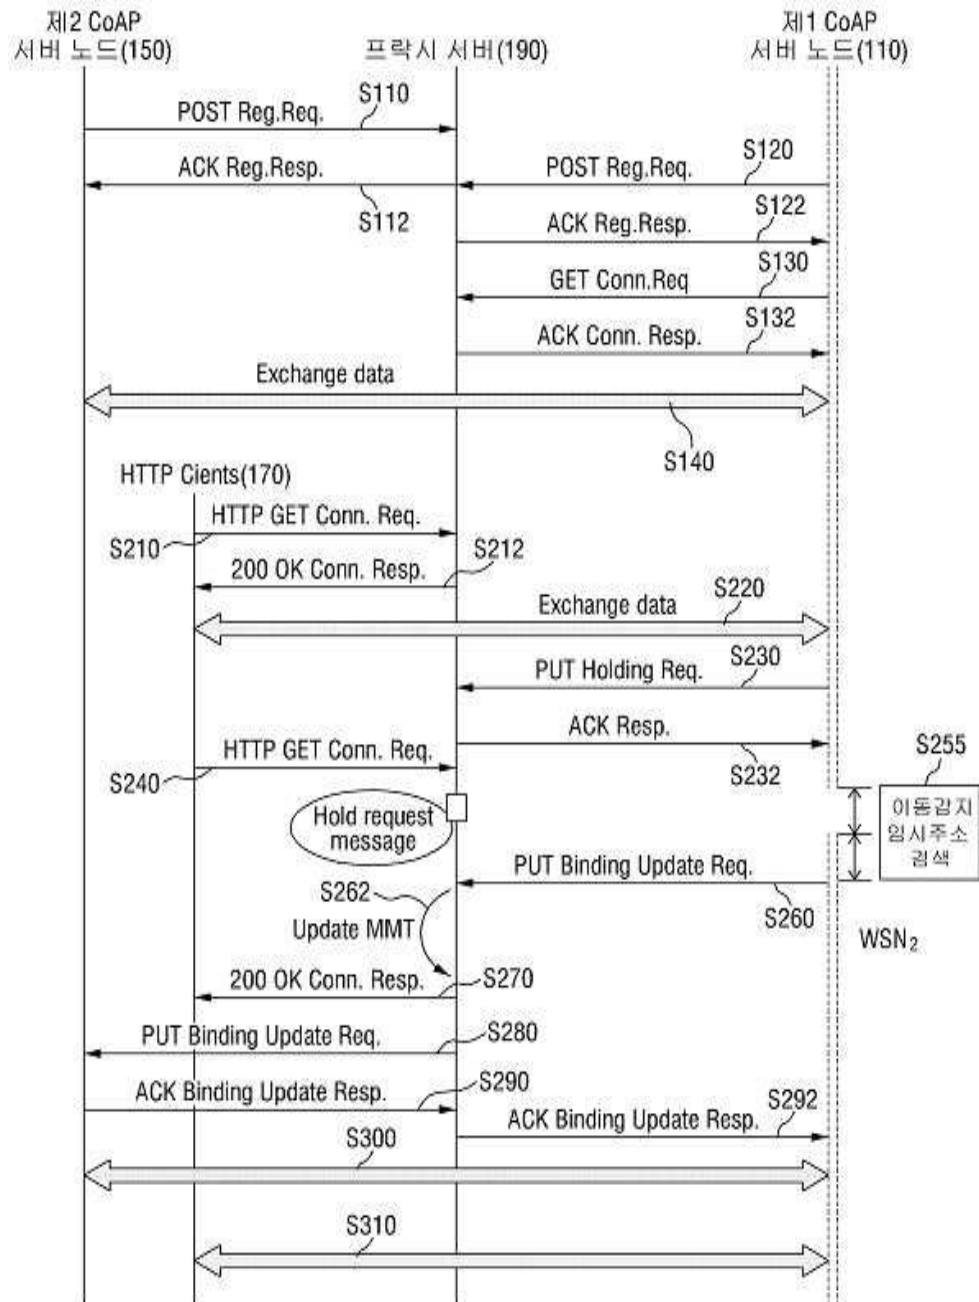 제2 CoAP
서버 노드(150)
프락시 서버(190)
제1 CoAP
서버 노드(110)
S110
POST Reg.Req.
S120
ACK Reg.Resp.
POST Reg.Req.
S112
S122
ACK Reg.Resp.
S130
GET Conn.Req
S132
ACK Conn. Resp.
Exchange data
S140
HTTP Cients(170)
HTTP GET Conn. Req.
S210
S212
200 OK Conn. Resp.
S220
Exchange data
S230
PUT Holding Req.
ACK Resp.
S232
HTTP GET Conn. Req.
S240
S255
이동감지
임시주소
검색
Hold request
message
PUT Binding Update Req.
S260
S262
Update MMT
WSN₂
200 OK Conn. Resp.
S270
PUT Binding Update Req.
S280
ACK Binding Update Resp.
S290
ACK Binding Update Resp.
S292
S300
S310